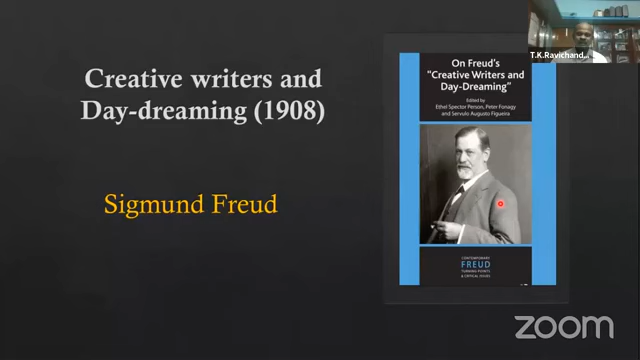 Creative writers and
Day-dreaming (1908)
Sigmund Freud
On Freud's
"Creative Writers and
Day-Dreaming"
Edited by
Ethel Spector Person, Peter Fonagy
and Servulo Augusto Figueira
CONTEMPORARY
FREUD
TURNING POINTS
& CRITICAL ISSUES
T.K.Ravichand...
zoom